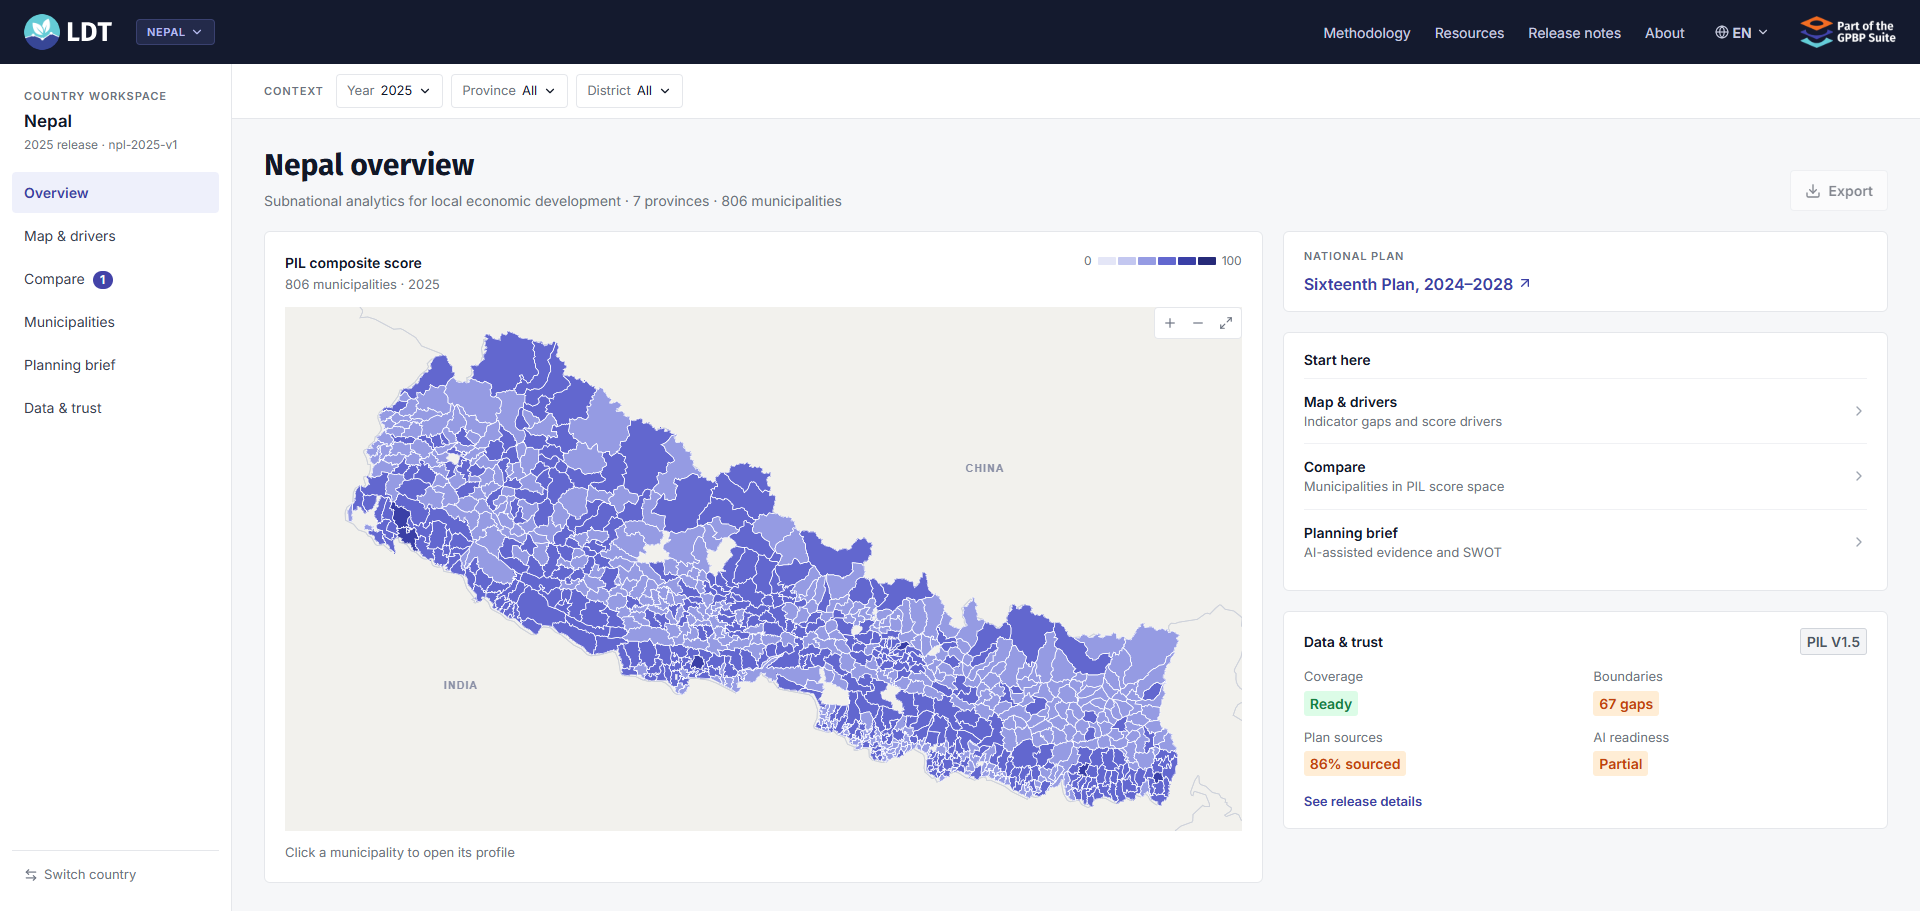 LDT
NEPAL
Methodology
Resources
Release notes
About
EN
Part of the
GPBP Suite
COUNTRY WORKSPACE
Nepal
2025 release · npl-2025-v1
Overview
Map & drivers
Compare 1
Municipalities
Planning brief
Data & trust
Switch country
CONTEXT
Year 2025
Province All
District All
Nepal overview
Subnational analytics for local economic development · 7 provinces · 806 municipalities
Export
PIL composite score
806 municipalities · 2025
0
100
CHINA
INDIA
Click a municipality to open its profile
NATIONAL PLAN
Sixteenth Plan, 2024–2028
Start here
Map & drivers
Indicator gaps and score drivers
Compare
Municipalities in PIL score space
Planning brief
AI-assisted evidence and SWOT
Data & trust
PIL V1.5
Coverage
Ready
Boundaries
67 gaps
Plan sources
86% sourced
AI readiness
Partial
See release details